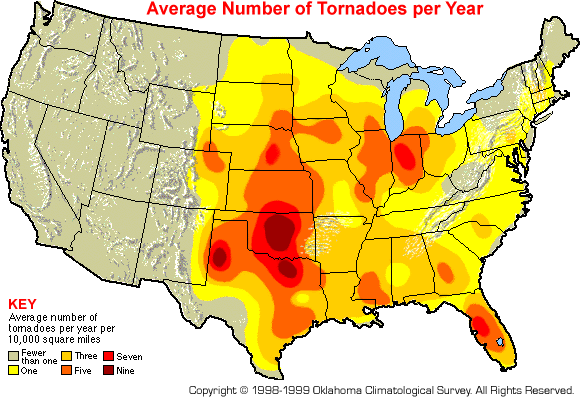 Average Number of Tornadoes per Year
KEY
Average number of
tornadoes per year per
10,000 square miles
Fewer
than one
Three
Seven
One
Five
Nine
Copyright © 1998-1999 Oklahoma Climatological Survey. All Rights Reserved.